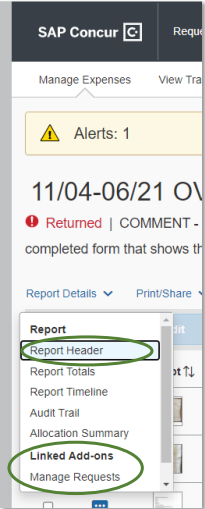 SAP Concur C Reque
Manage Expenses View Tra
Alerts: 1
11/04-06/21 OV
Returned | COMMENT -
completed form that shows th
Report Details Print/Share
Report
Report Header
Report Totals
Report Timeline
Audit Trail
Allocation Summary
Linked Add-ons
Manage Requests
dit
pt